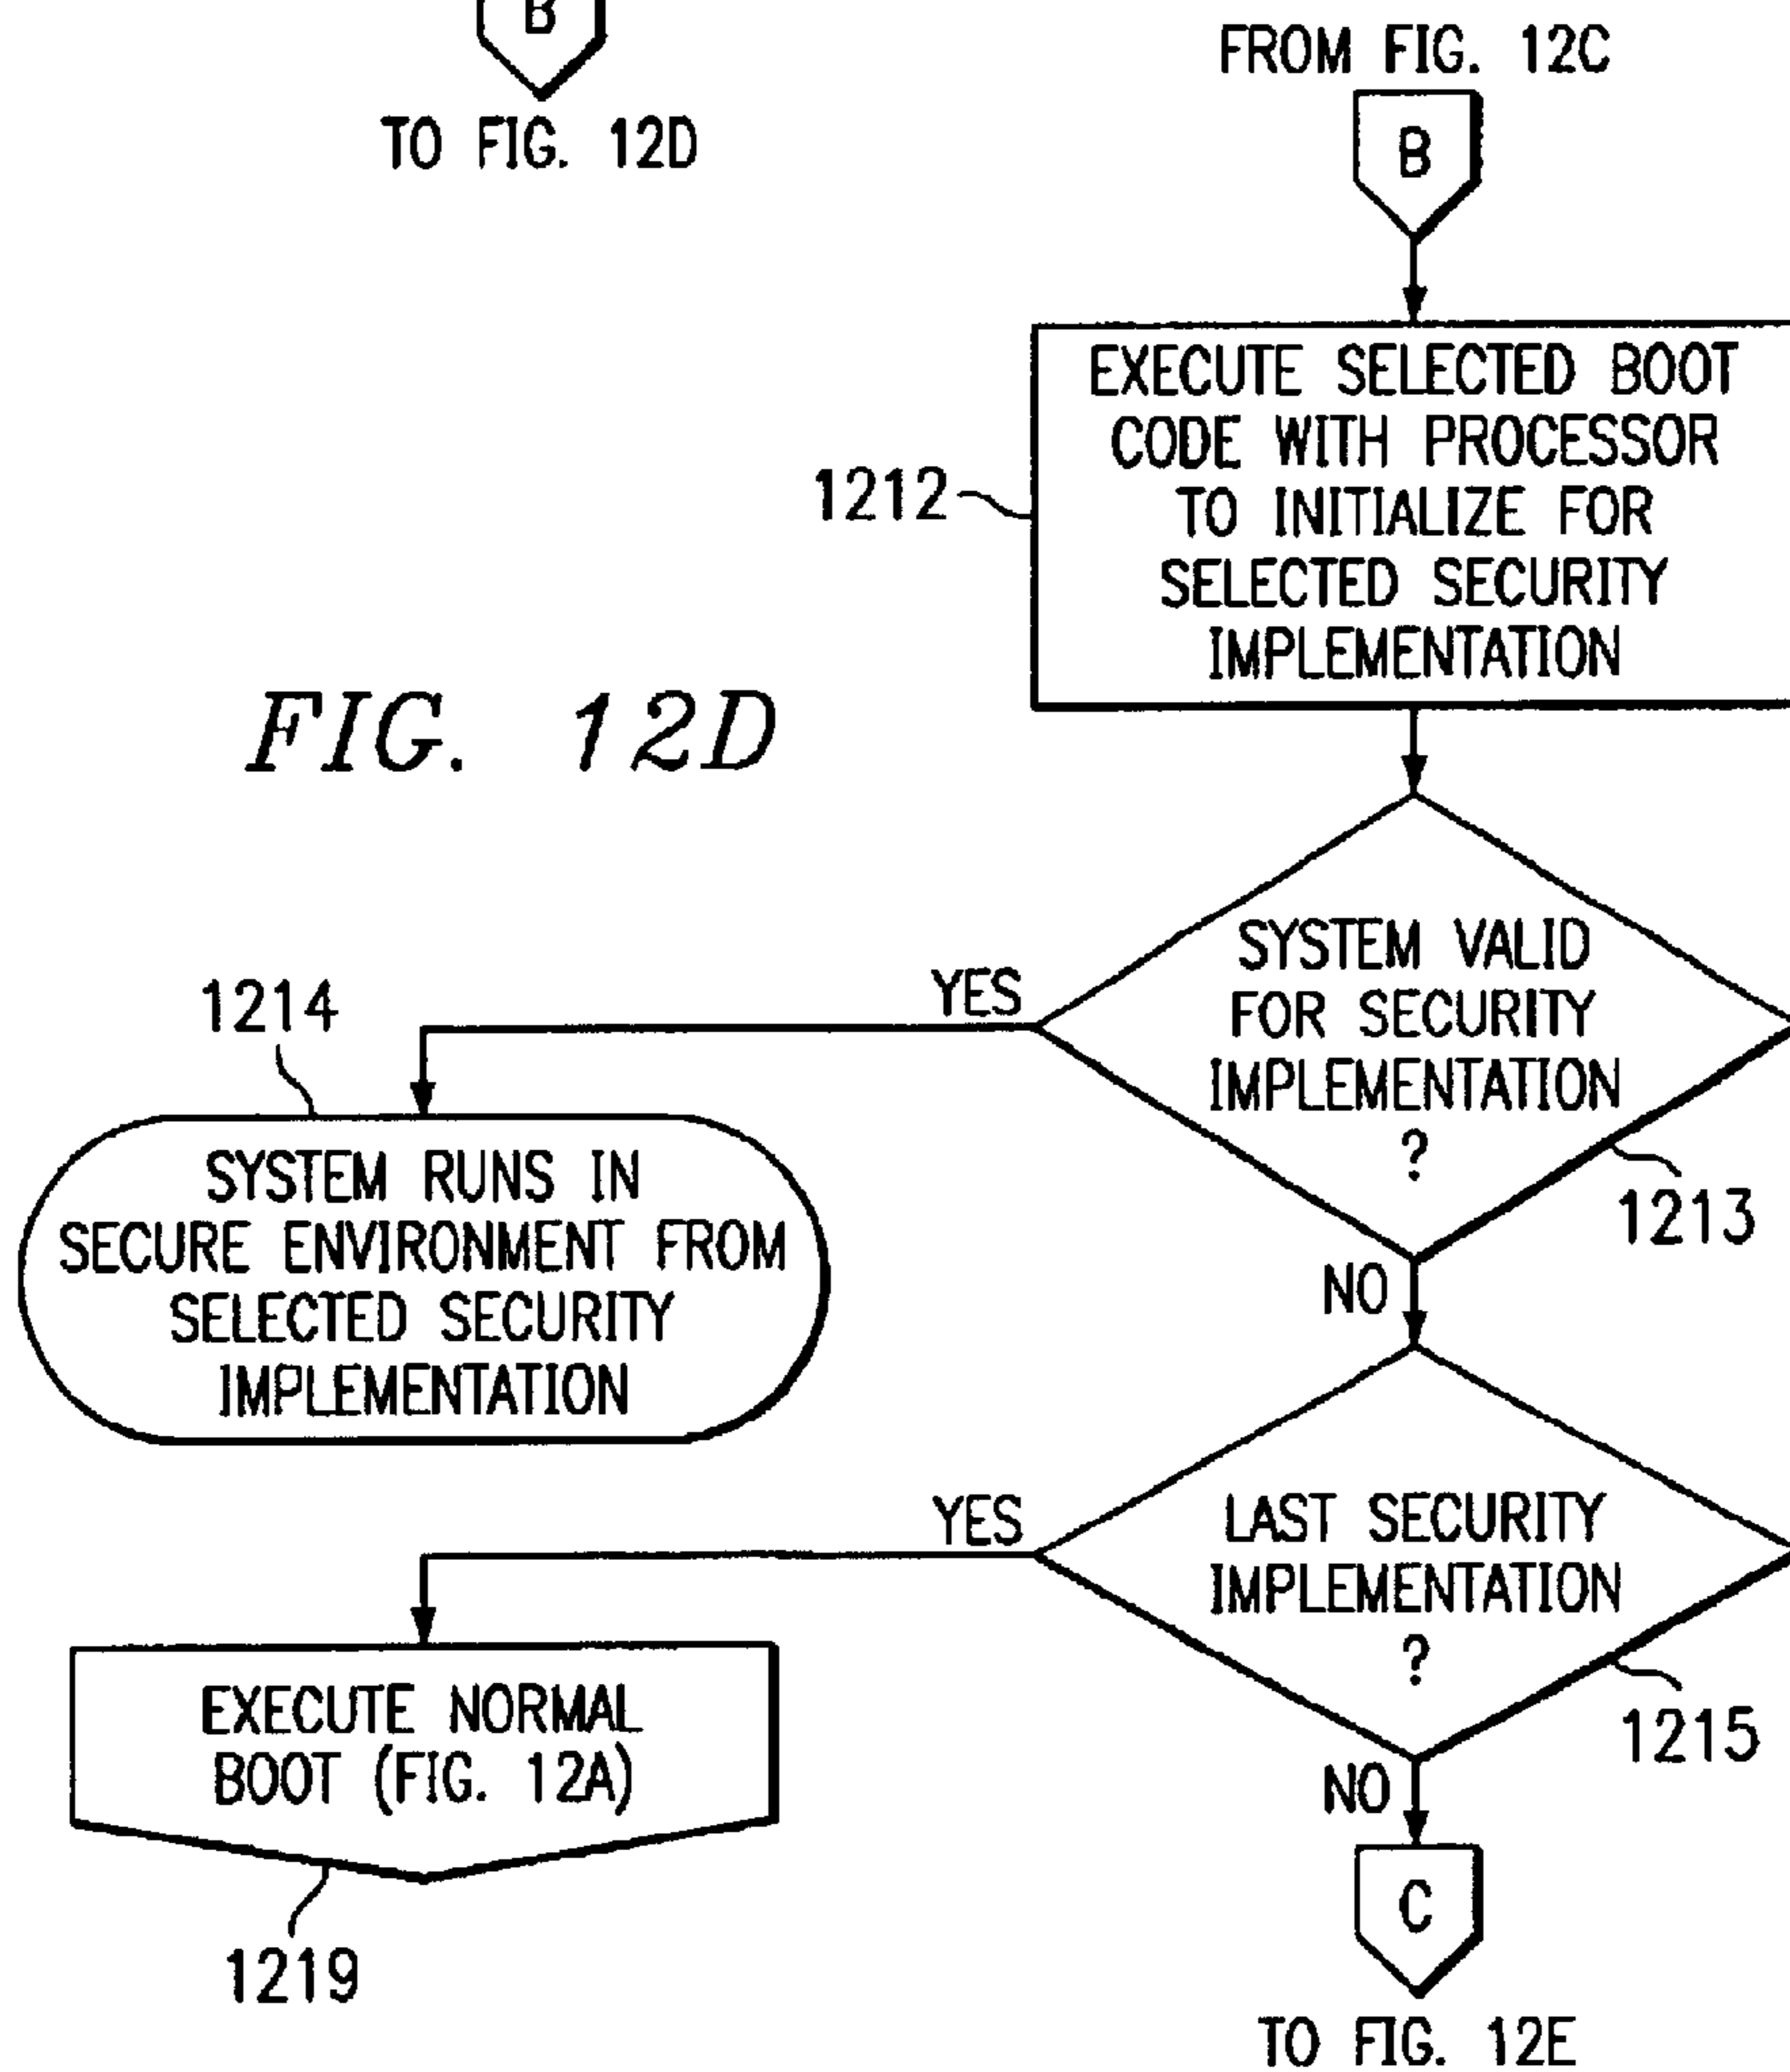 B
TO FIG. 12D
FROM FIG. 12C
B
EXECUTE SELECTED BOOT
CODE WITH PROCESSOR
TO INITIALIZE FOR
SELECTED SECURITY
IMPLEMENTATION
1212
FIG. 12D
SYSTEM VALID
FOR SECURITY
IMPLEMENTATION
?
1213
YES
1214
SYSTEM RUNS IN
SECURE ENVIRONMENT FROM
SELECTED SECURITY
IMPLEMENTATION
NO
LAST SECURITY
IMPLEMENTATION
?
1215
YES
EXECUTE NORMAL
BOOT (FIG. 12A)
1219
NO
C
TO FIG. 12E